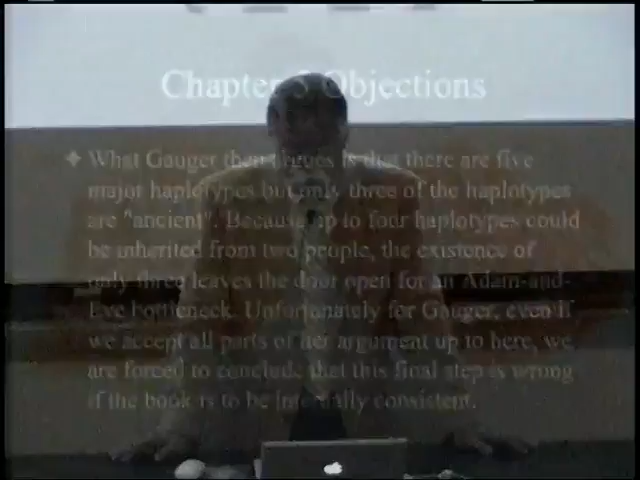 Chapter 5 Objections
What Gauger then argues is that there are five
major haplotypes but only three of the haplotypes
are "ancient". Because up to four haplotypes could
be inherited from two people, the existence of
only three leaves the door open for an Adam-and-
Eve bottleneck. Unfortunately for Gauger, even if
we accept all parts of her argument up to here, we
are forced to conclude that this final step is wrong
if the book is to be internally consistent.